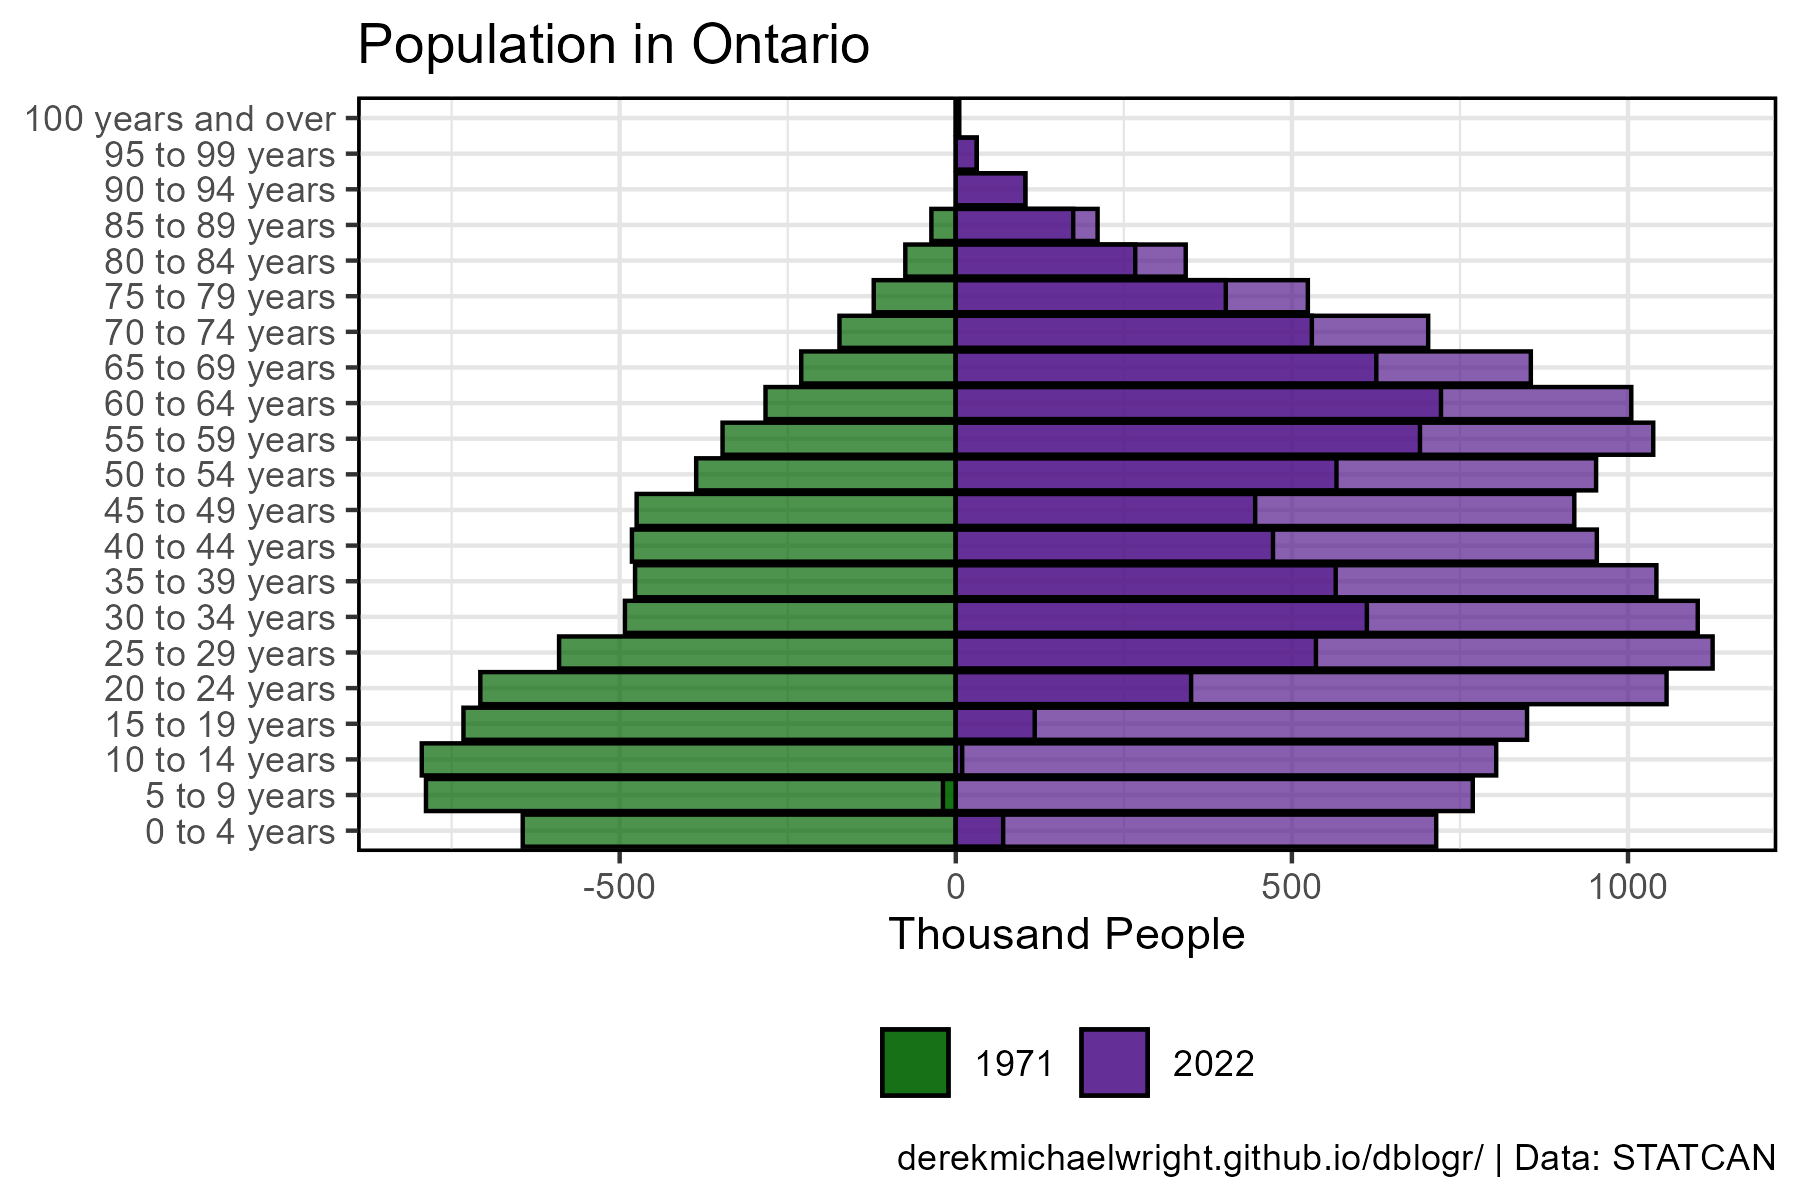 Population in Ontario
100 years and over
95 to 99 years
90 to 94 years
85 to 89 years
80 to 84 years
75 to 79 years
70 to 74 years
65 to 69 years
60 to 64 years
55 to 59 years
50 to 54 years
45 to 49 years
40 to 44 years
35 to 39 years
30 to 34 years
25 to 29 years
20 to 24 years
15 to 19 years
10 to 14 years
5 to 9 years
0 to 4 years
-500 0 500 1000
Thousand People
1971 2022
derekmichaelwright.github.io/dblogr/ | Data: STATCAN